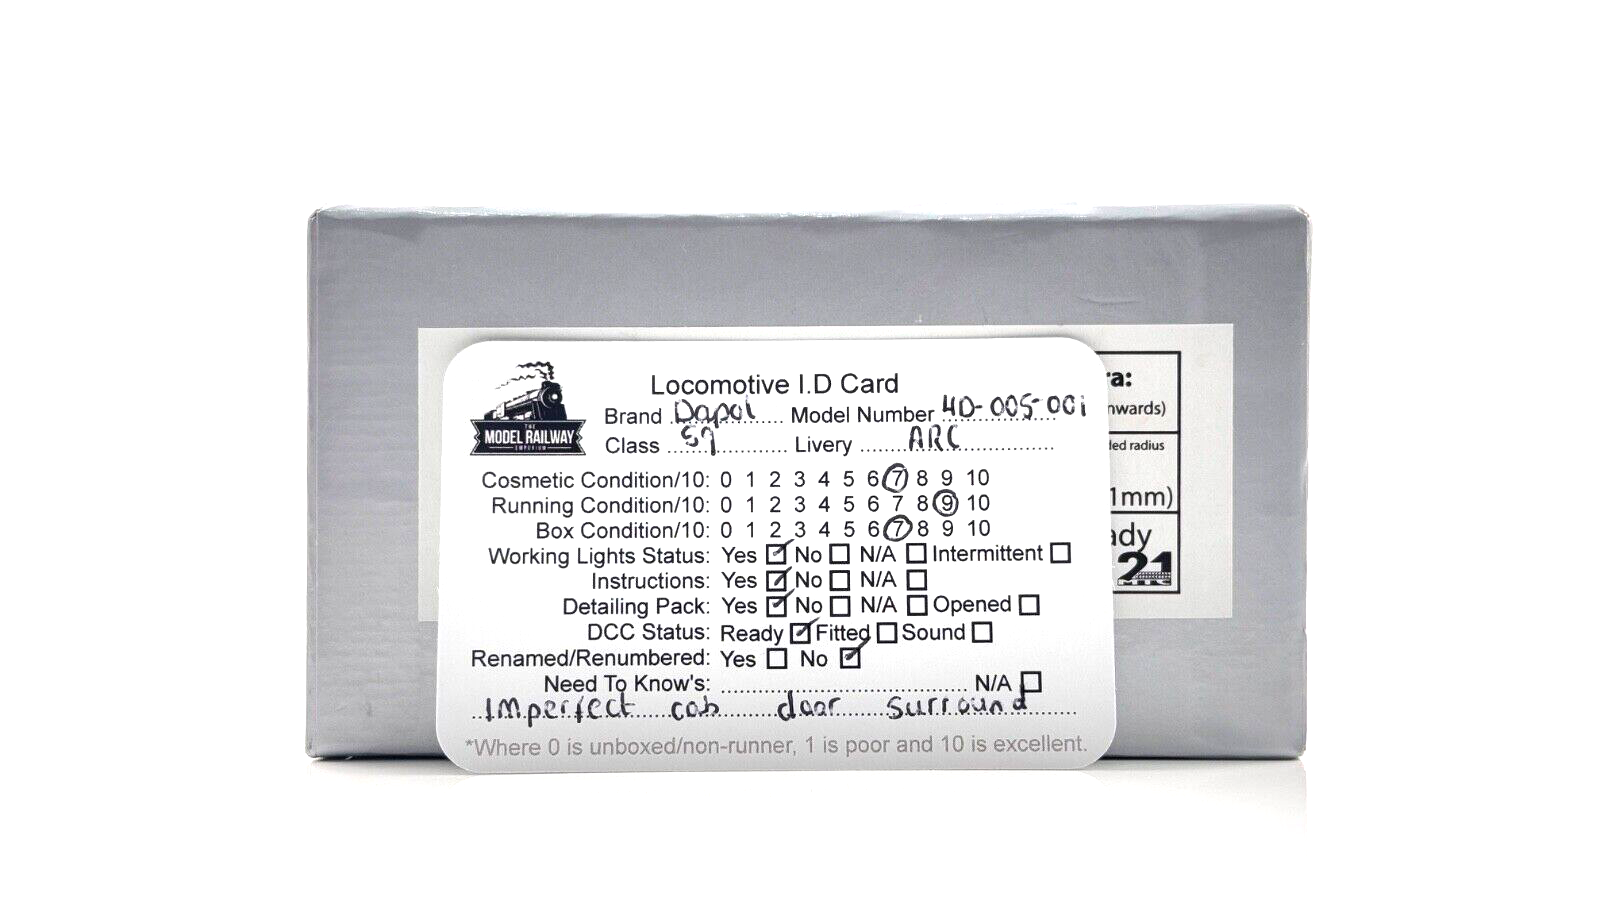 THE
MODEL RAILWAY
EMPORIUM
Locomotive I.D Card
Brand Dapol Model Number 4D-005-001
Class 59 Livery ARC
Cosmetic Condition/10: 0 1 2 3 4 5 6 7 8 9 10
Running Condition/10: 0 1 2 3 4 5 6 7 8 9 10
Box Condition/10: 0 1 2 3 4 5 6 7 8 9 10
Working Lights Status: Yes No N/A Intermittent
Instructions: Yes No N/A
Detailing Pack: Yes No N/A Opened
DCC Status: Ready Fitted Sound
Renamed/Renumbered: Yes No
Need To Know's: N/A
Imperfect cab door surround
*Where 0 is unboxed/non-runner, 1 is poor and 10 is excellent.
ra:
nwards)
ded radius
1mm)
ady
21
MTC